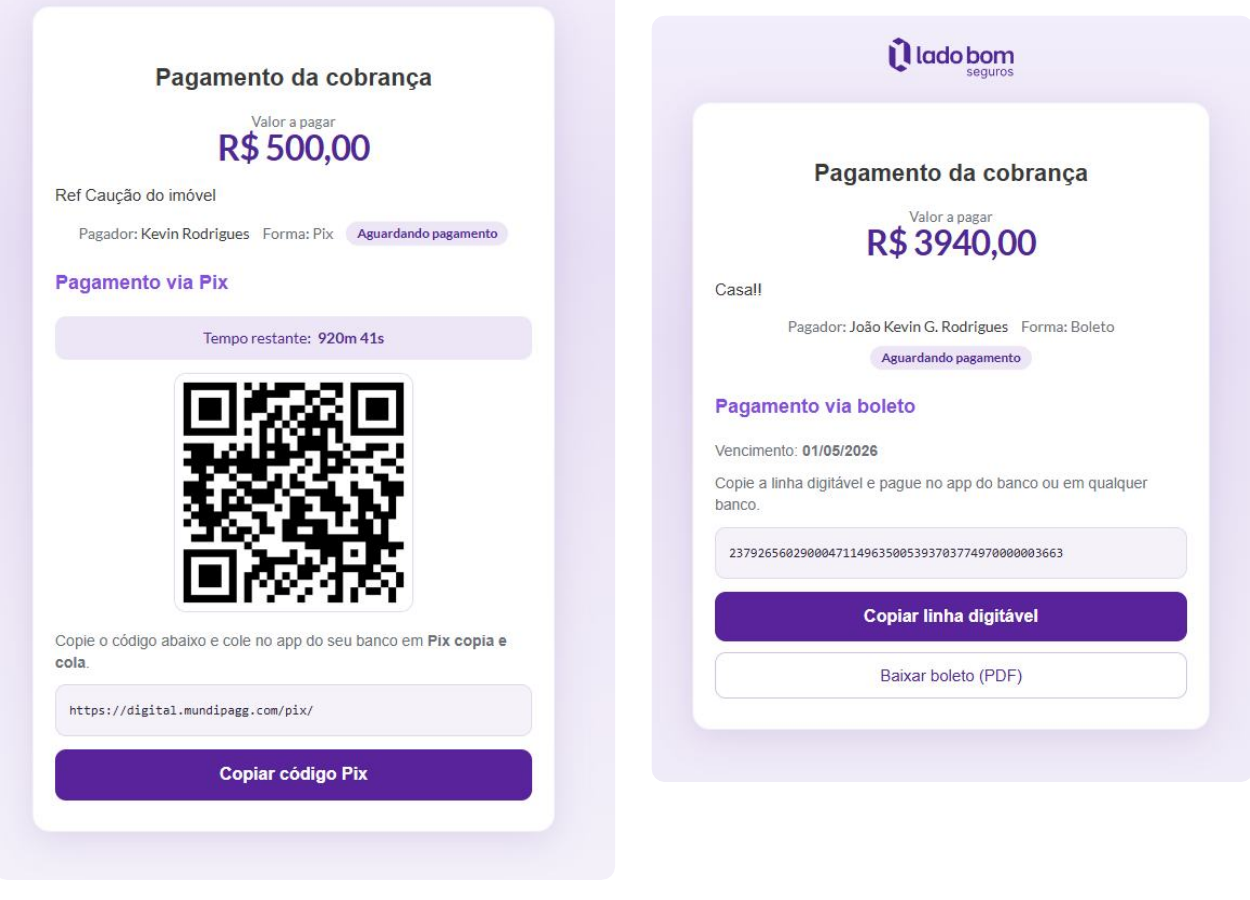 Pagamento da cobrança
Valor a pagar
R$ 500,00
Ref Caução do imóvel
Pagador: Kevin Rodrigues Forma: Pix Aguardando pagamento
Pagamento via Pix
Tempo restante: 920m 41s
Copie o código abaixo e cole no app do seu banco em Pix copia e
cola.
https://digital.mundipagg.com/pix/
Copiar código Pix
lado bom
seguros
Pagamento da cobrança
Valor a pagar
R$ 3940,00
Casa!!
Pagador: João Kevin G. Rodrigues Forma: Boleto
Aguardando pagamento
Pagamento via boleto
Vencimento: 01/05/2026
Copie a linha digitável e pague no app do banco ou em qualquer
banco.
23792656029000471149635005393703774970000003663
Copiar linha digitável
Baixar boleto (PDF)